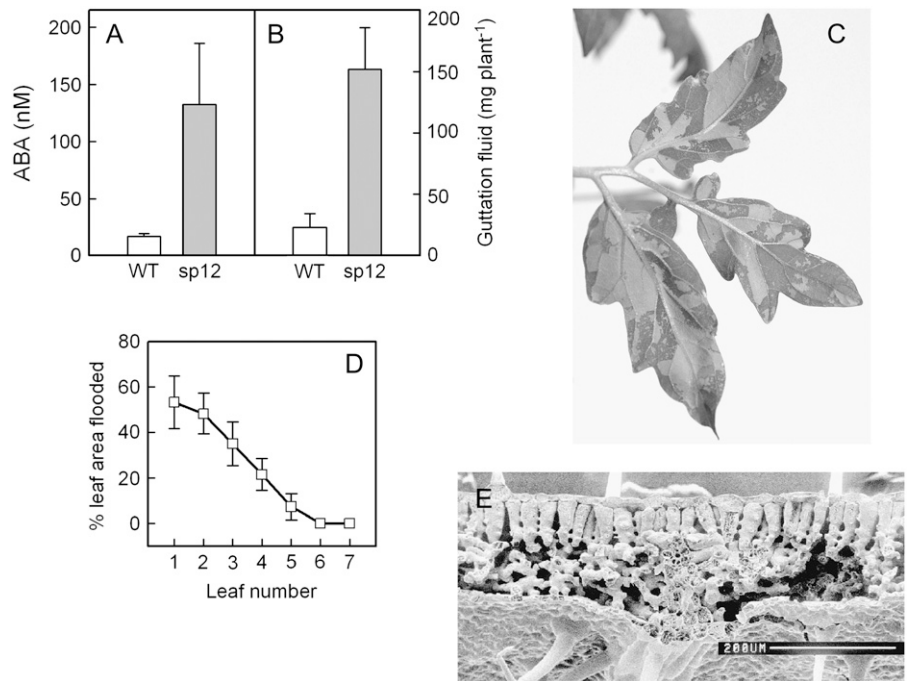 A
B
C
200
150
100
50
0
ABA (nM)
WT
sp12
WT
sp12
200
150
100
50
0
Guttation fluid (mg plant⁻¹)
D
80
60
40
20
0
% leaf area flooded
1 2 3 4 5 6 7
Leaf number
E
200UM